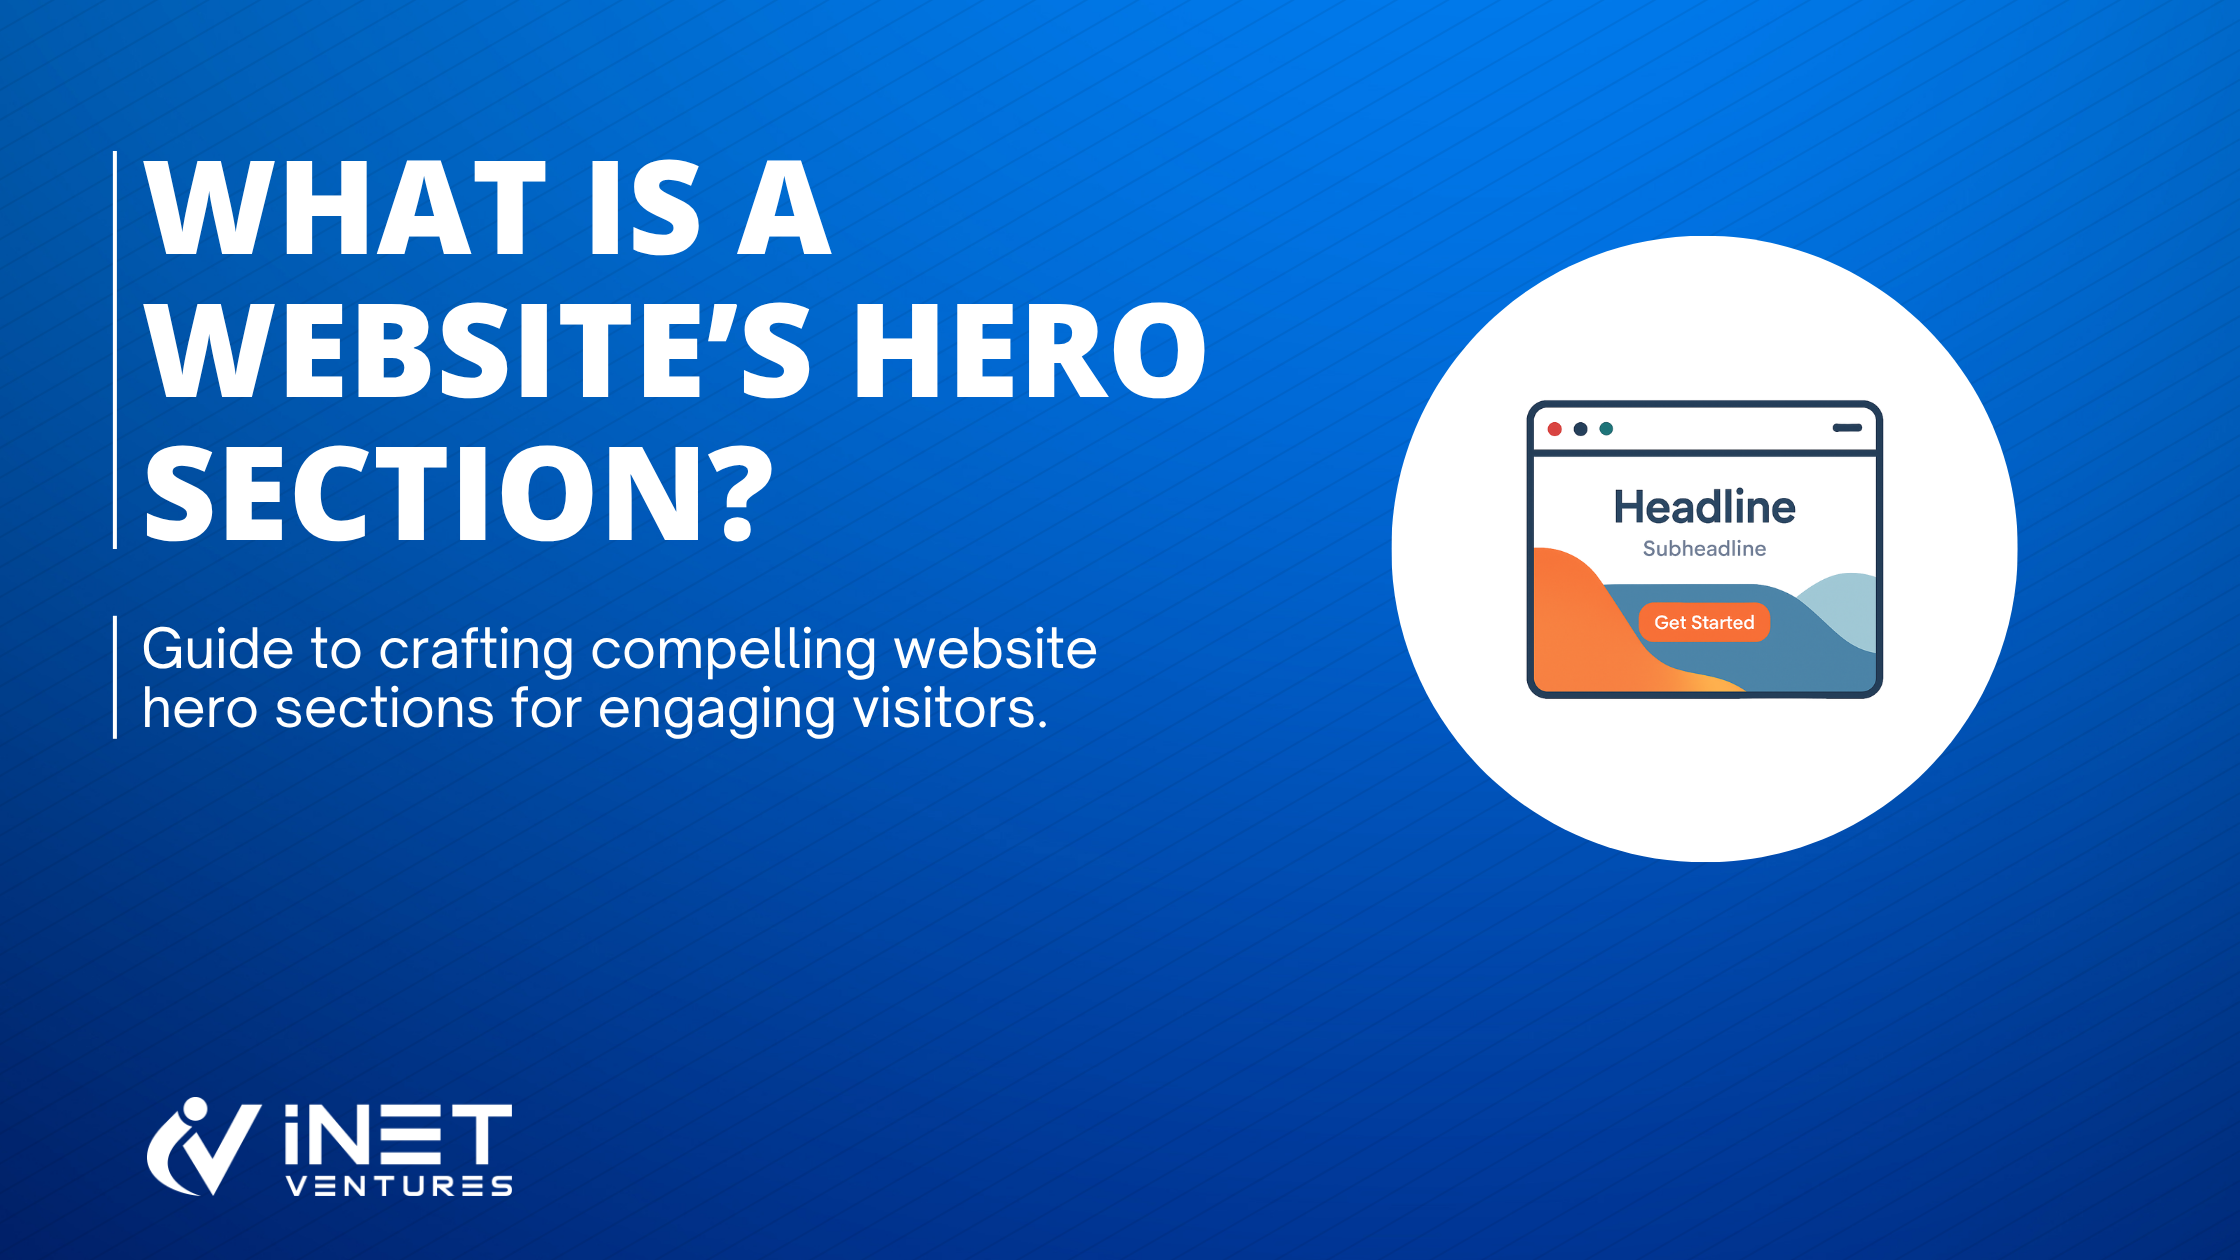 WHAT IS A
WEBSITE’S HERO
SECTION?
Guide to crafting compelling website
hero sections for engaging visitors.
Headline
Subheadline
Get Started
iNET
VENTURES